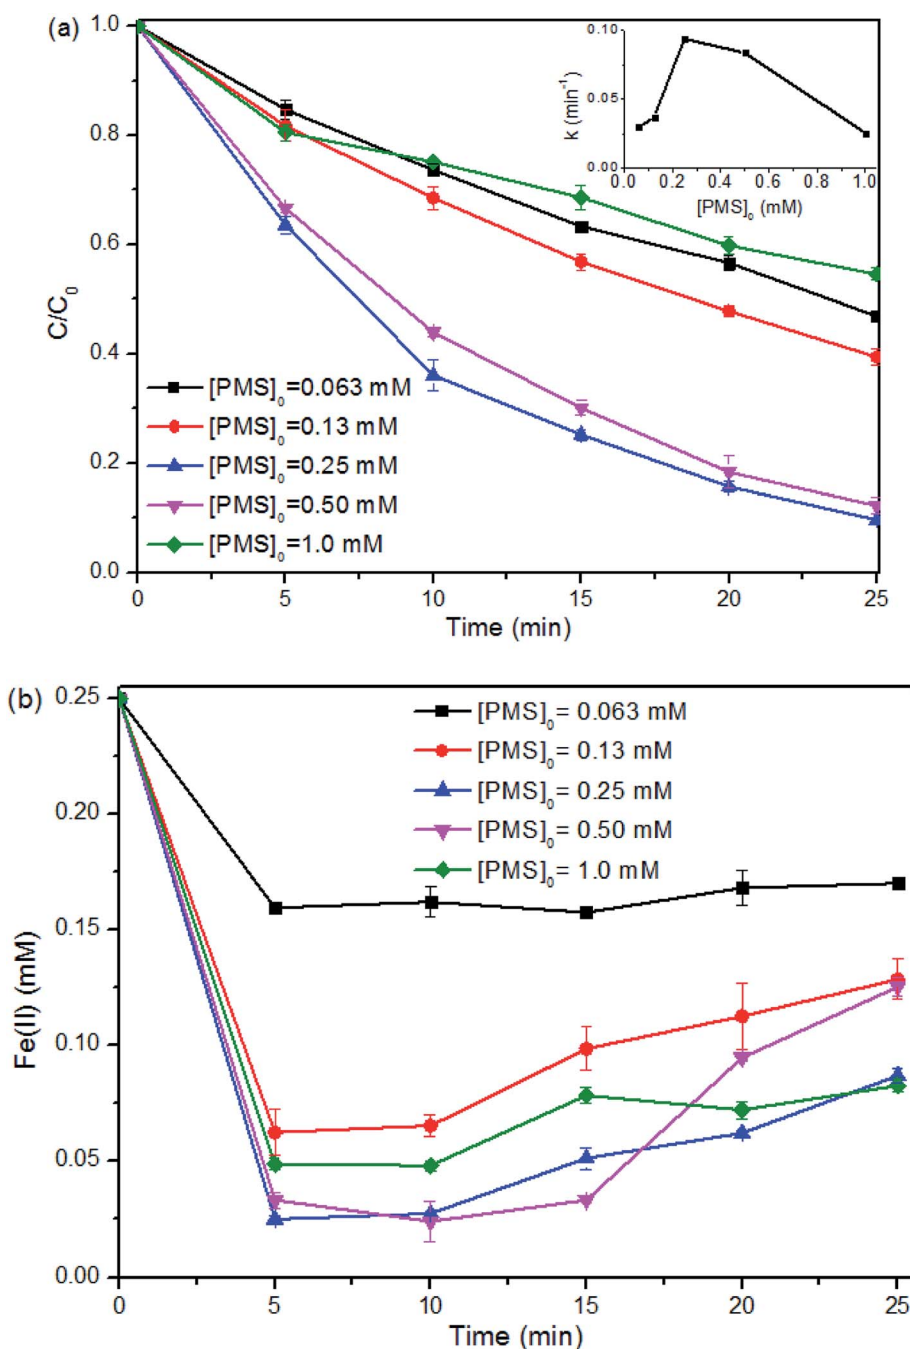 (a)
1.0
0.8
0.6
0.4
0.2
0.0
C/C₀
0 5 10 15 20 25
Time (min)
[PMS]₀=0.063 mM
[PMS]₀=0.13 mM
[PMS]₀=0.25 mM
[PMS]₀=0.50 mM
[PMS]₀=1.0 mM
0.10
0.05
0.00
k (min⁻¹)
0.0 0.2 0.4 0.6 0.8 1.0
[PMS]₀ (mM)
(b)
0.25
0.20
0.15
0.10
0.05
0.00
Fe(II) (mM)
0 5 10 15 20 25
Time (min)
[PMS]₀= 0.063 mM
[PMS]₀= 0.13 mM
[PMS]₀= 0.25 mM
[PMS]₀= 0.50 mM
[PMS]₀= 1.0 mM